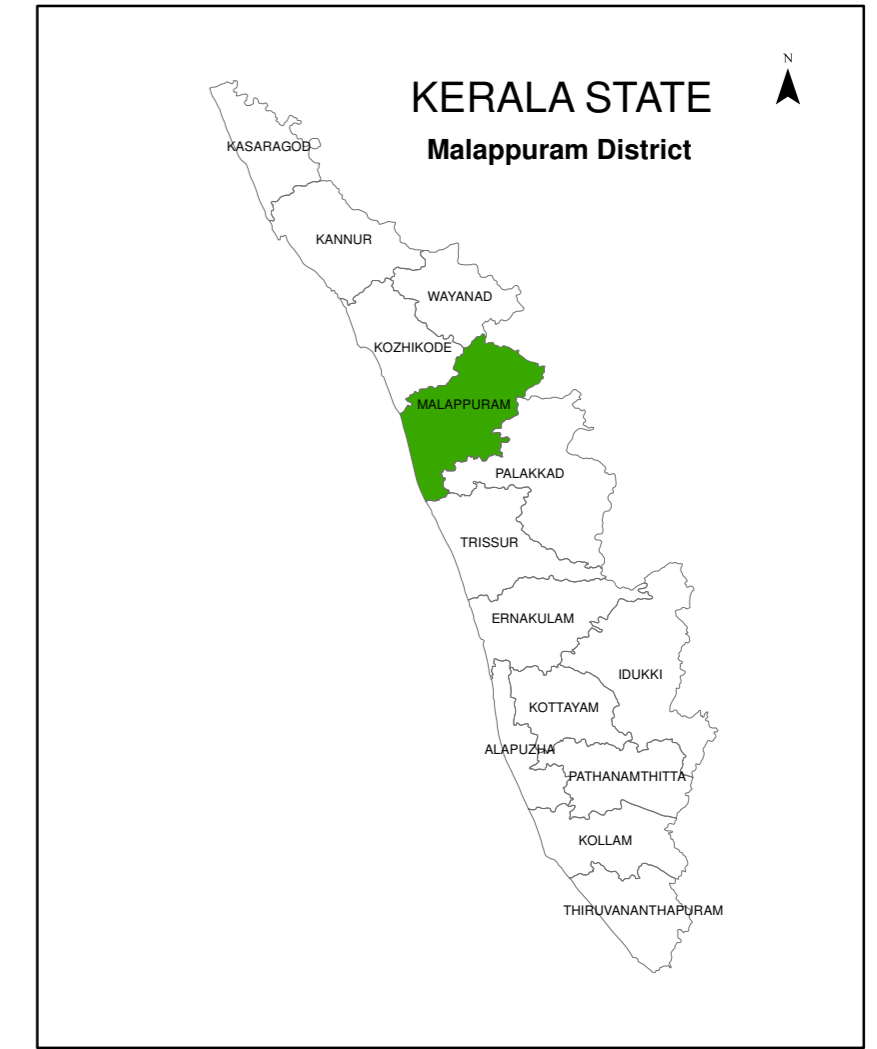 N
KERALA STATE
Malappuram District
KASARAGOD
KANNUR
WAYANAD
KOZHIKODE
MALAPPURAM
PALAKKAD
TRISSUR
ERNAKULAM
IDUKKI
KOTTAYAM
ALAPUZHA
PATHANAMTHITTA
KOLLAM
THIRUVANANTHAPURAM